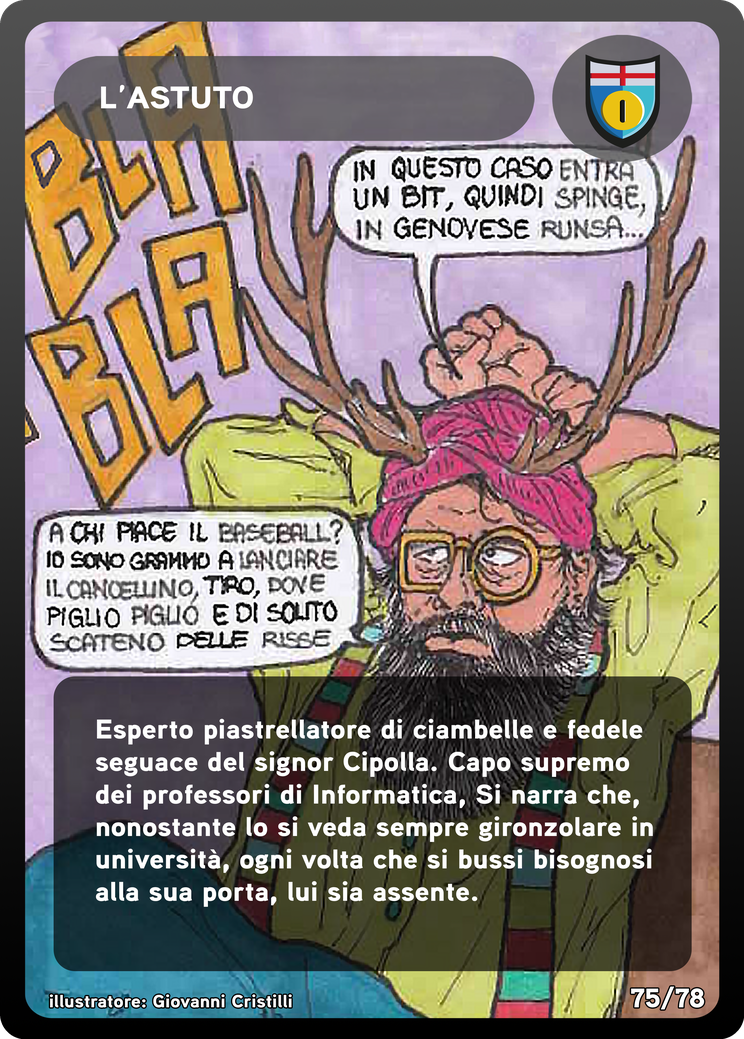 L'ASTUTO
I
BLA
BLA
BLA
BLA
IN QUESTO CASO ENTRA
UN BIT, QUINDI SPINGE,
IN GENOVESE RUNSA...
A CHI PIACE IL BASEBALL?
IO SONO GRAMMO A LANCIARE
IL CANCELLINO, TIRO, DOVE
PIGLIO PIGLIO E DI SOLITO
SCATENO DELLE RISSE
Esperto piastrellatore di ciambelle e fedele
seguace del signor Cipolla. Capo supremo
dei professori di Informatica, Si narra che,
nonostante lo si veda sempre gironzolare in
università, ogni volta che si bussi bisognosi
alla sua porta, lui sia assente.
illustratore: Giovanni Cristilli
75/78